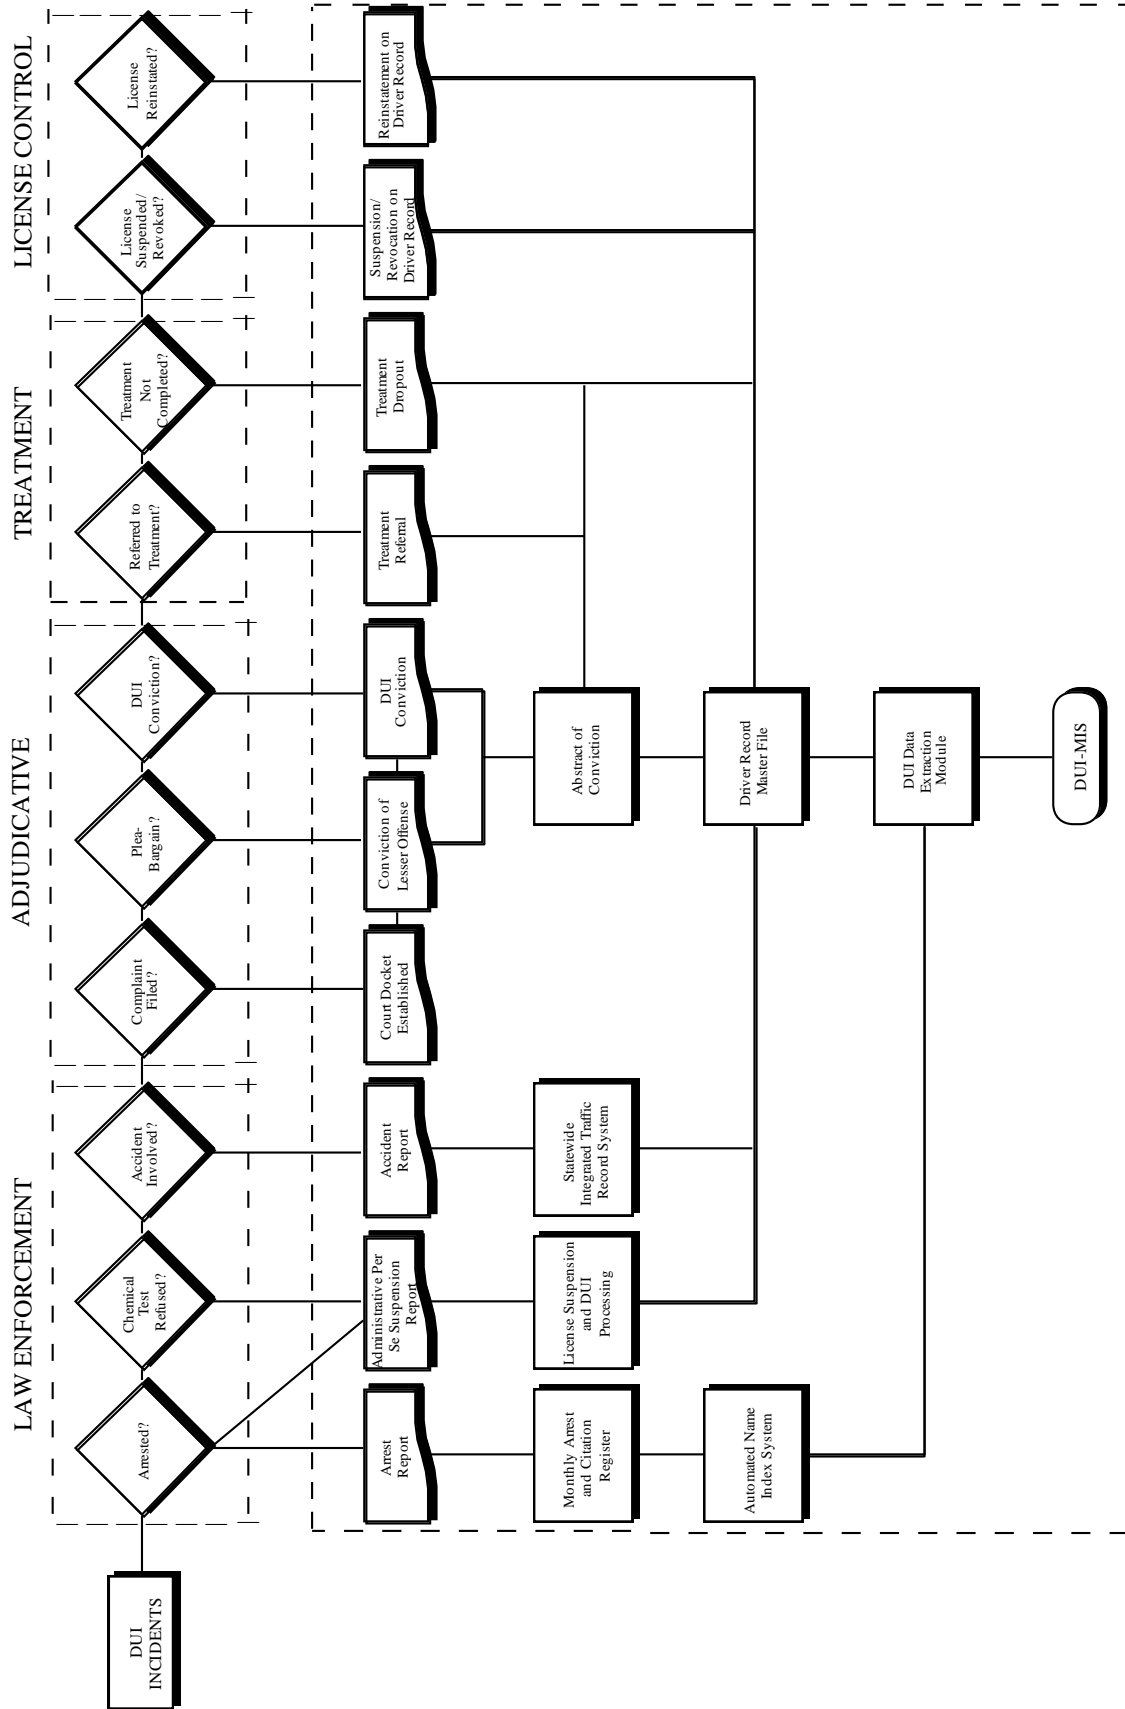 LAW ENFORCEMENT
ADJUDICATIVE
TREATMENT
LICENSE CONTROL
DUI
INCIDENTS
Arrested?
Chemical
Test
Refused?
Accident
Involved?
Complaint
Filed?
Plea-
Bargain?
DUI
Conviction?
Referred to
Treatment?
Treatment
Not
Completed?
License
Suspended/
Revoked?
License
Reinstated?
Arrest
Report
Administrative Per
Se Suspension
Report
Accident
Report
Court Docket
Established
Conviction of
Lesser Offense
DUI
Conviction
Treatment
Referral
Treatment
Dropout
Suspension/
Revocation on
Driver Record
Reinstatement on
Driver Record
Monthly Arrest
and Citation
Register
License Suspension
and DUI
Processing
Statewide
Integrated Traffic
Record System
Abstract of
Conviction
Automated Name
Index System
Driver Record
Master File
DUI Data
Extraction
Module
DUI-MIS